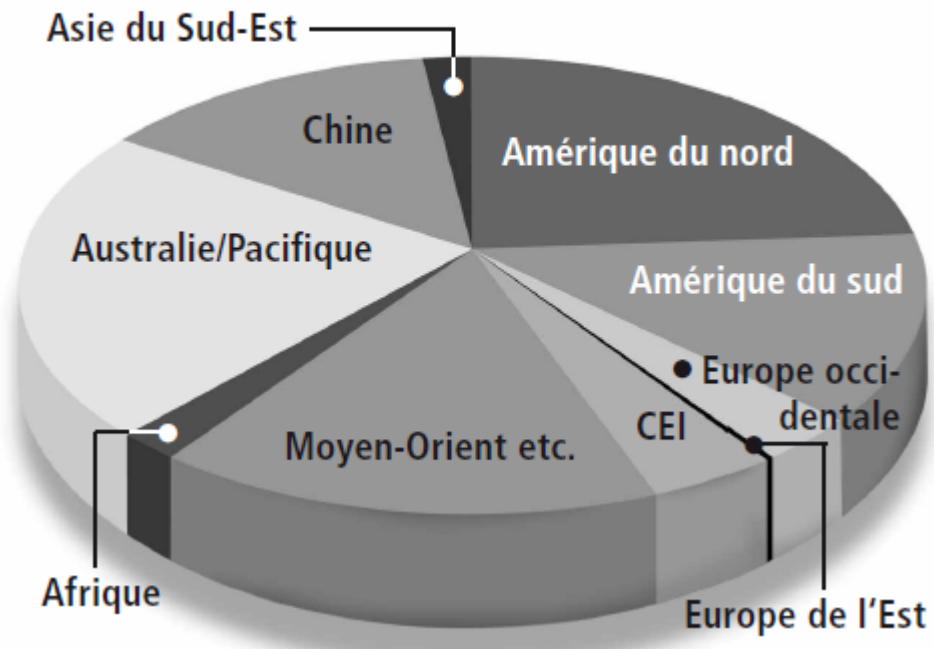 Asie du Sud-Est
Chine
Amérique du nord
Australie/Pacifique
Amérique du sud
Europe occi-
dentale
CEI
Moyen-Orient etc.
Afrique
Europe de l'Est